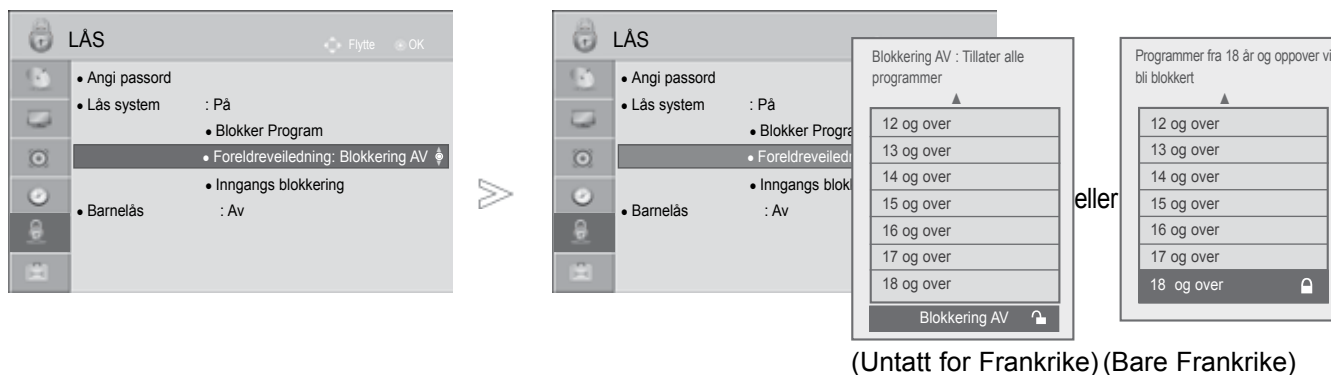 LÅS
Flytte OK
• Angi passord
• Lås system : På
• Blokker Program
• Foreldreveiledning: Blokkering AV
• Inngangs blokkering
• Barnelås : Av
LÅS
• Angi passord
• Lås system : På
• Blokker Progra
• Foreldreveiledn
• Inngangs blokk
• Barnelås : Av
Blokkering AV : Tillater alle
programmer
12 og over
13 og over
14 og over
15 og over
16 og over
17 og over
18 og over
Blokkering AV
(Untatt for Frankrike)
eller
Programmer fra 18 år og oppover vi
bli blokkert
12 og over
13 og over
14 og over
15 og over
16 og over
17 og over
18 og over
(Bare Frankrike)